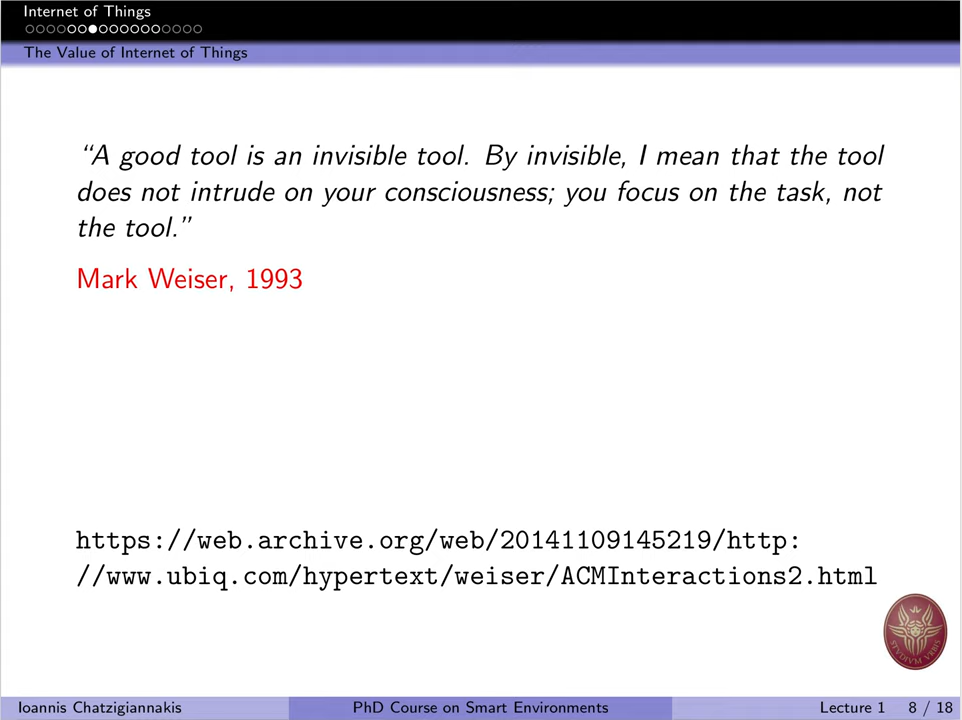 Internet of Things
The Value of Internet of Things
“A good tool is an invisible tool. By invisible, I mean that the tool
does not intrude on your consciousness; you focus on the task, not
the tool.”
Mark Weiser, 1993
https://web.archive.org/web/20141109145219/http:
//www.ubiq.com/hypertext/weiser/ACMInteractions2.html
STVDIVM VRBIS
Ioannis Chatzigiannakis PhD Course on Smart Environments Lecture 1 8 / 18